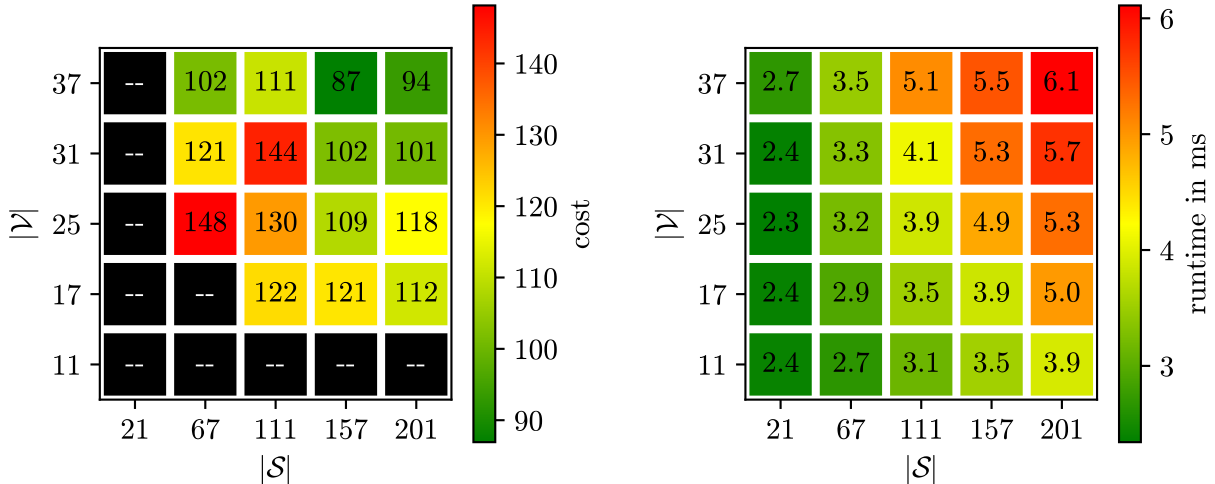 37 -- 102 111 87 94
31 -- 121 144 102 101
25 -- 148 130 109 118
17 -- -- 122 121 112
11 -- -- -- -- --
21 67 111 157 201
|𝒮|
|𝒱|
140
130
120
110
100
90
cost
37 2.7 3.5 5.1 5.5 6.1
31 2.4 3.3 4.1 5.3 5.7
25 2.3 3.2 3.9 4.9 5.3
17 2.4 2.9 3.5 3.9 5.0
11 2.4 2.7 3.1 3.5 3.9
21 67 111 157 201
|𝒮|
|𝒱|
6
5
4
3
runtime in ms